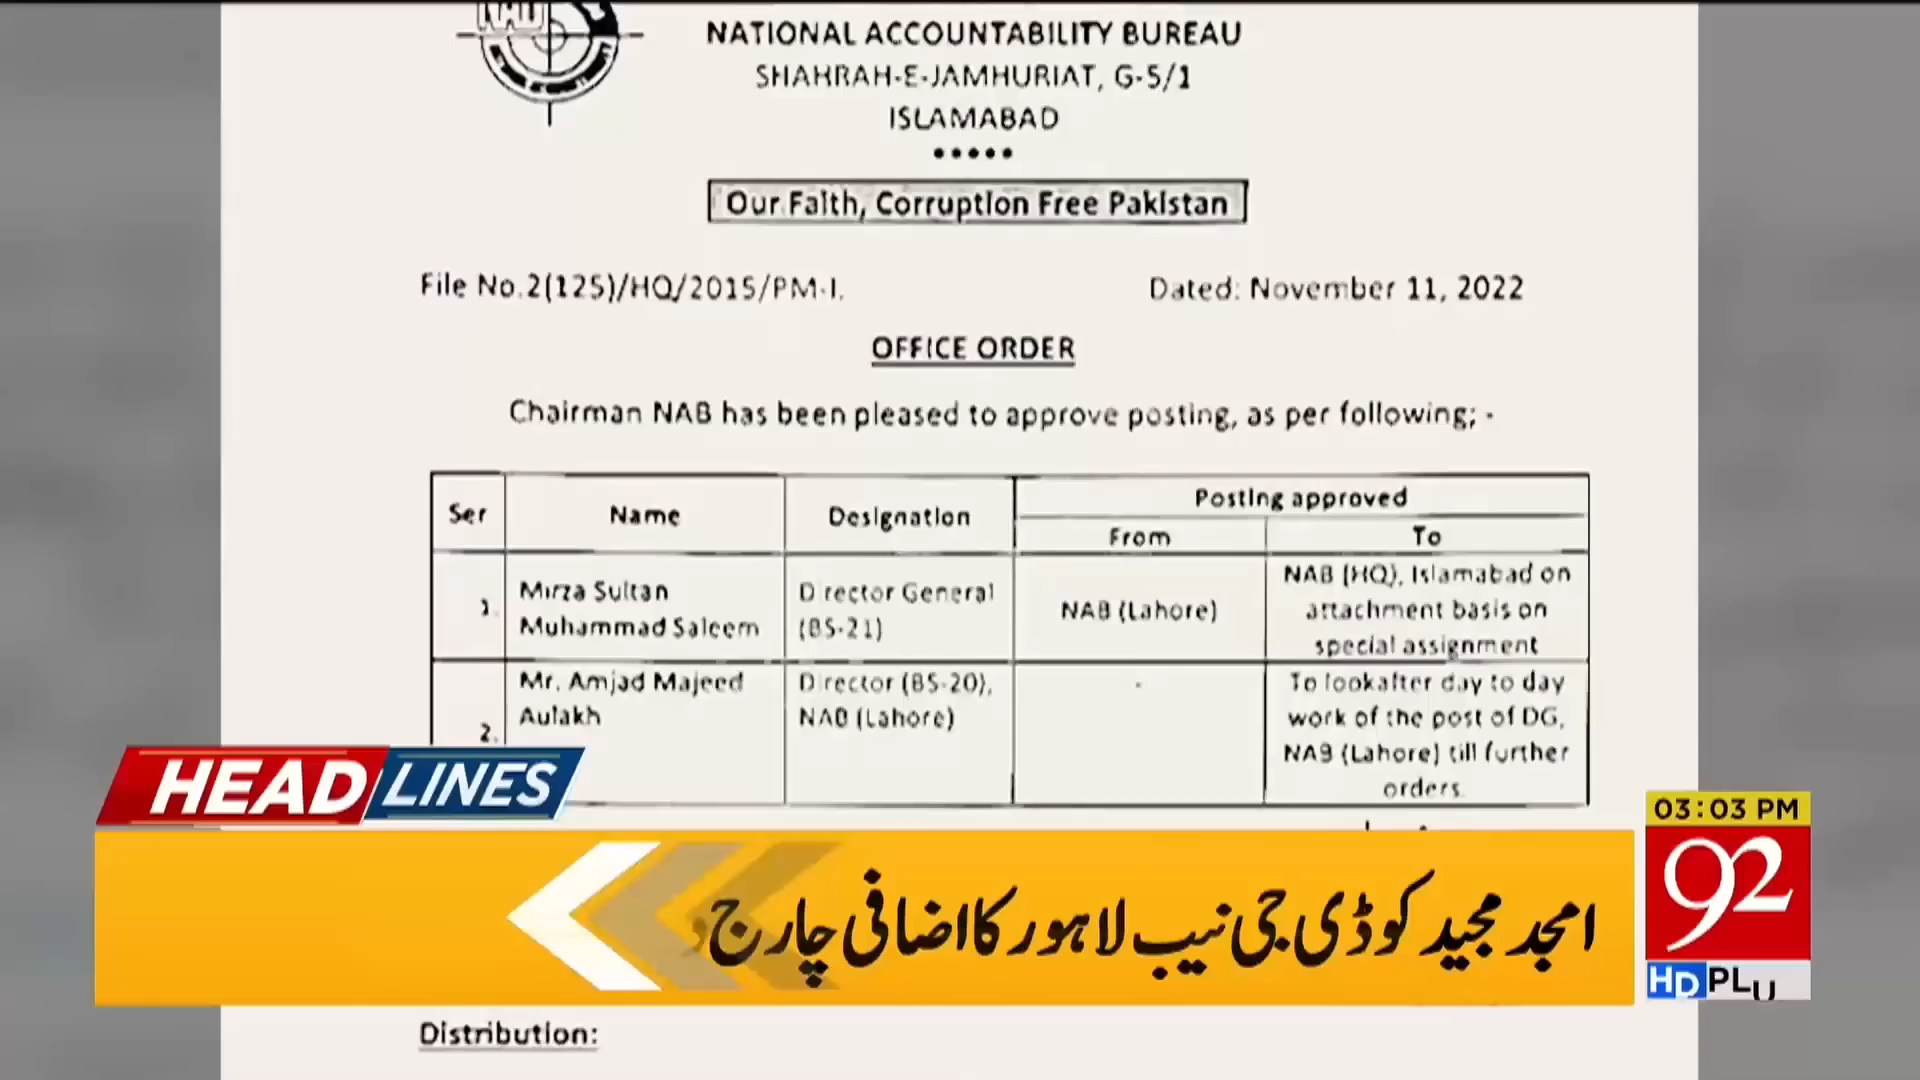 NAB
NATIONAL ACCOUNTABILITY BUREAU
SHAHRAH-E-JAMHURIAT, G-5/1
ISLAMABAD
•••••
Our Faith, Corruption Free Pakistan
File No.2(125)/HQ/2015/PM-I.
Dated: November 11, 2022
OFFICE ORDER
Chairman NAB has been pleased to approve posting, as per following; -
Ser
Name
Designation
Posting approved
From
To
1.
Mirza Sultan
Muhammad Saleem
Director General
(BS-21)
NAB (Lahore)
NAB (HQ), Islamabad on
attachment basis on
special assignment
2.
Mr. Amjad Majeed
Aulakh
Director (BS-20),
NAB (Lahore)
-
To lookafter day to day
work of the post of DG,
NAB (Lahore) till further
orders.
HEADLINES
امجد مجید کو ڈی جی نیب لاہور کا اضافی چارج
03:03 PM
92
HD PLU
Distribution: